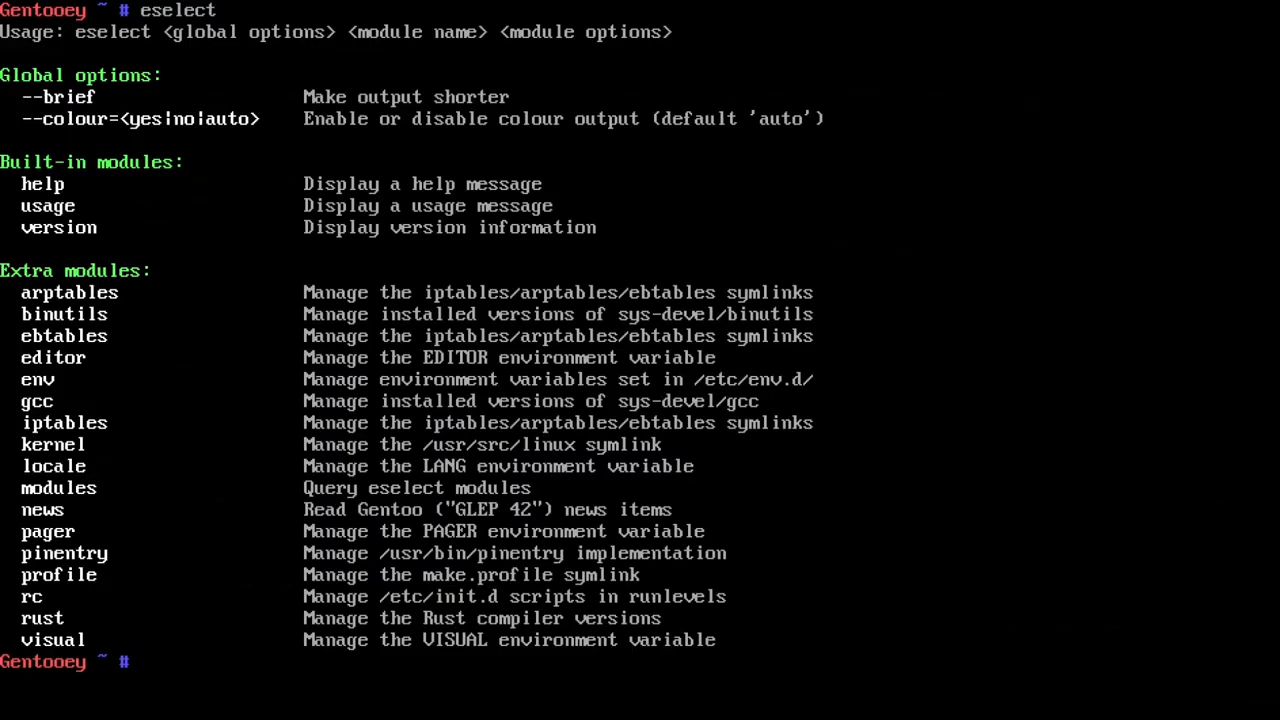 Gentooey ~ # eselect
Usage: eselect <global options> <module name> <module options>
Global options:
--brief Make output shorter
--colour=<yes|no|auto> Enable or disable colour output (default 'auto')
Built-in modules:
help Display a help message
usage Display a usage message
version Display version information
Extra modules:
arptables Manage the iptables/arptables/ebtables symlinks
binutils Manage installed versions of sys-devel/binutils
ebtables Manage the iptables/arptables/ebtables symlinks
editor Manage the EDITOR environment variable
env Manage environment variables set in /etc/env.d/
gcc Manage installed versions of sys-devel/gcc
iptables Manage the iptables/arptables/ebtables symlinks
kernel Manage the /usr/src/linux symlink
locale Manage the LANG environment variable
modules Query eselect modules
news Read Gentoo ("GLEP 42") news items
pager Manage the PAGER environment variable
pinentry Manage /usr/bin/pinentry implementation
profile Manage the make.profile symlink
rc Manage /etc/init.d scripts in runlevels
rust Manage the Rust compiler versions
visual Manage the VISUAL environment variable
Gentooey ~ #